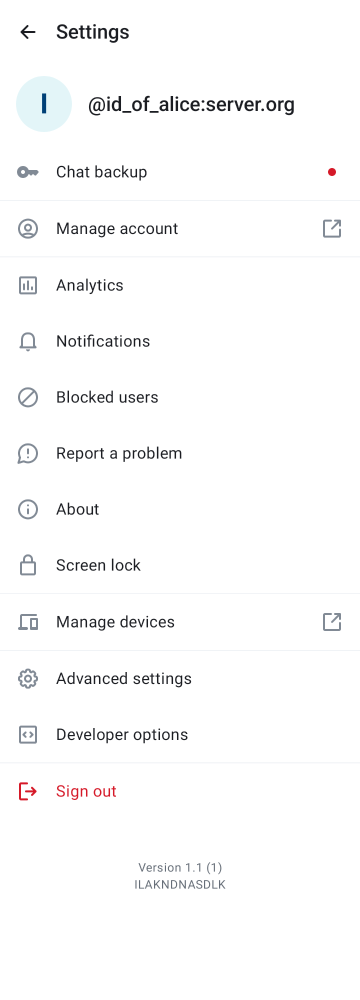 Settings
I
@id_of_alice:server.org
Chat backup
Manage account
Analytics
Notifications
Blocked users
Report a problem
About
Screen lock
Manage devices
Advanced settings
Developer options
Sign out
Version 1.1 (1)
ILAKNDNASDLK